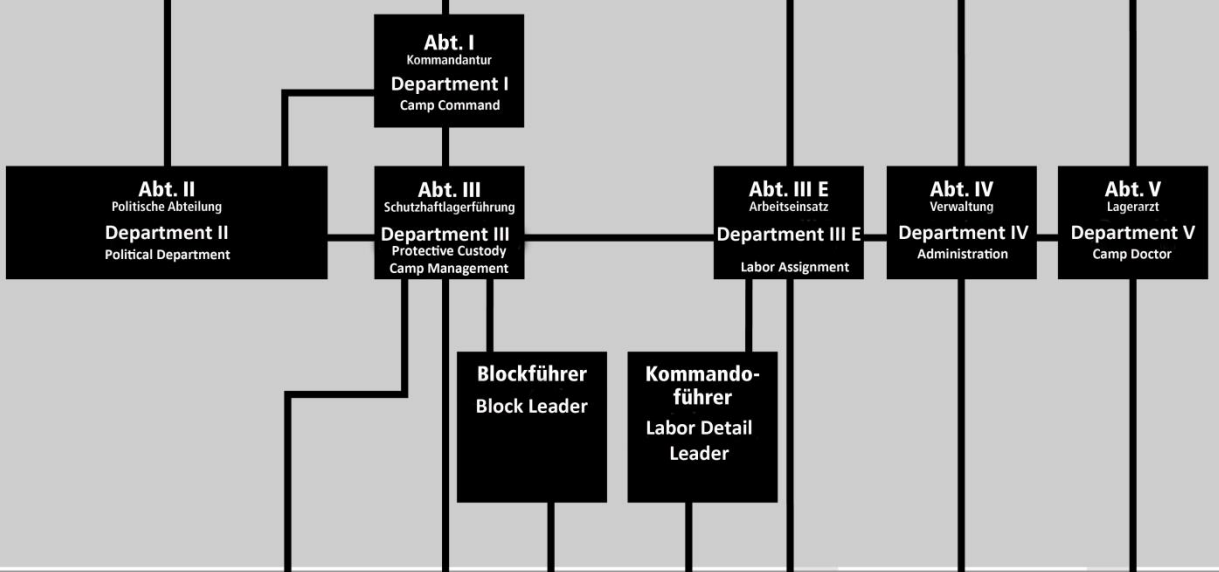 Abt. I
Kommandantur
Department I
Camp Command
Abt. II
Politische Abteilung
Department II
Political Department
Abt. III
Schutzhaftlagerführung
Department III
Protective Custody
Camp Management
Abt. III E
Arbeitseinsatz
Department III E
Labor Assignment
Abt. IV
Verwaltung
Department IV
Administration
Abt. V
Lagerarzt
Department V
Camp Doctor
Blockführer
Block Leader
Kommando-
führer
Labor Detail
Leader